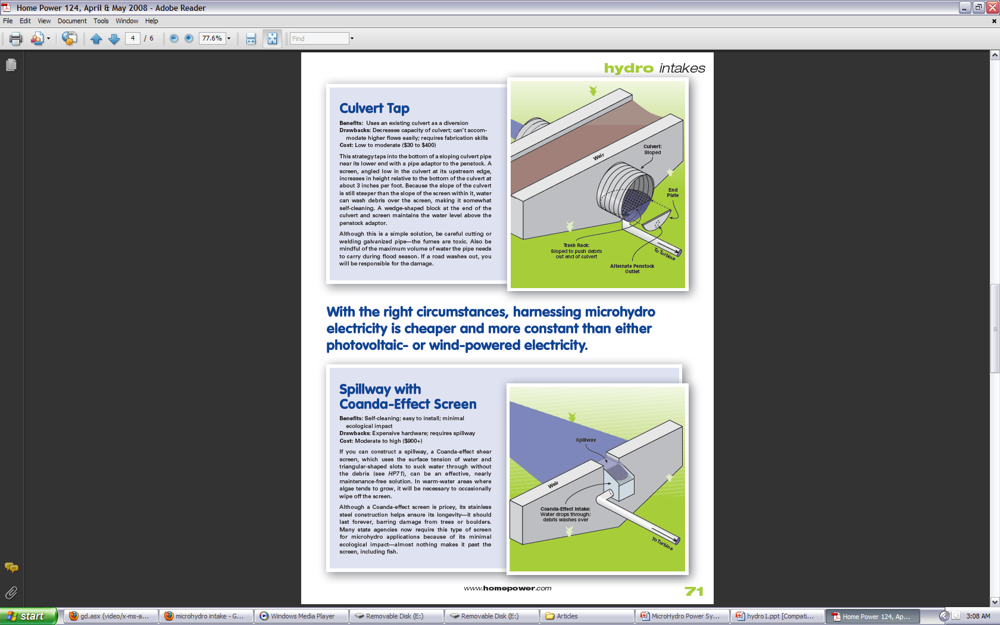 Home Power 124, April & May 2008 - Adobe Reader
File Edit View Document Tools Window Help
4 / 6 77.6% Find
hydro intakes
Culvert Tap
Benefits: Uses an existing culvert as a diversion
Drawbacks: Decreases capacity of culvert; can't accom-
modate higher flows easily; requires fabrication skills
Cost: Low to moderate ($30 to $400)
This strategy taps into the bottom of a sloping culvert pipe
near its lower end with a pipe adaptor to the penstock. A
screen, angled low in the culvert at its upstream edge,
increases in height relative to the bottom of the culvert at
about 3 inches per foot. Because the slope of the culvert
is still steeper than the slope of the screen within it, water
can wash debris over the screen, making it somewhat
self-cleaning. A wedge-shaped block at the end of the
culvert and screen maintains the water level above the
penstock adaptor.
Although this is a simple solution, be careful cutting or
welding galvanized pipe—the fumes are toxic. Also be
mindful of the maximum volume of water the pipe needs
to carry during flood season. If a road washes out, you
will be responsible for the damage.
Culvert:
Sloped
Weir
End
Plate
Trash Rack:
Sloped to push debris
out end of culvert
To Turbine
Alternate Penstock
Outlet
With the right circumstances, harnessing microhydro
electricity is cheaper and more constant than either
photovoltaic- or wind-powered electricity.
Spillway with
Coanda-Effect Screen
Benefits: Self-cleaning; easy to install; minimal
ecological impact
Drawbacks: Expensive hardware; requires spillway
Cost: Moderate to high ($900+)
If you can construct a spillway, a Coanda-effect shear
screen, which uses the surface tension of water and
triangular-shaped slots to suck water through without
the debris (see HP71), can be an effective, nearly
maintenance-free solution. In warm-water areas where
algae tends to grow, it will be necessary to occasionally
wipe off the screen.
Although a Coanda-effect screen is pricey, its stainless
steel construction helps ensure its longevity—it should
last forever, barring damage from trees or boulders.
Many state agencies now require this type of screen
for microhydro applications because of its minimal
ecological impact—almost nothing makes it past the
screen, including fish.
Spillway
Weir
Coanda-Effect Intake:
Water drops through;
debris washes over
To Turbine
www.homepower.com
71
start gd.asx (video/x-ms-a... microhydro intake - G... Windows Media Player Removable Disk (E:) Removable Disk (E:) Articles MicroHydro Power Sy... hydro1.ppt [Compati... Home Power 124, Ap... 3:08 AM